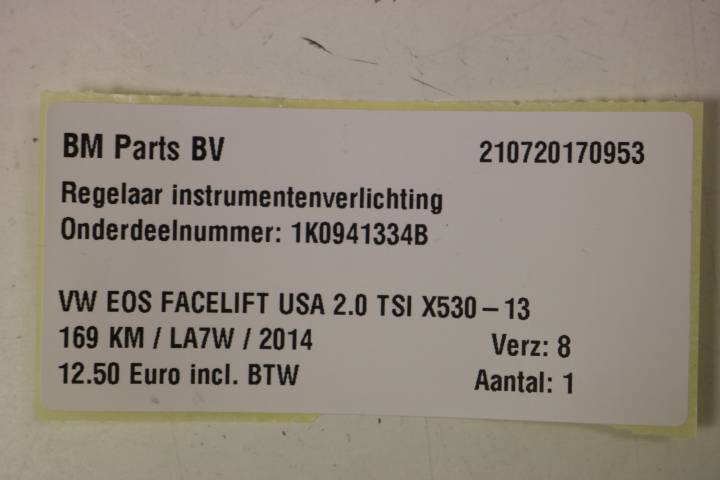 BM Parts BV 210720170953
Regelaar instrumentenverlichting
Onderdeelnummer: 1K0941334B
VW EOS FACELIFT USA 2.0 TSI X530 – 13
169 KM / LA7W / 2014 Verz: 8
12.50 Euro incl. BTW Aantal: 1